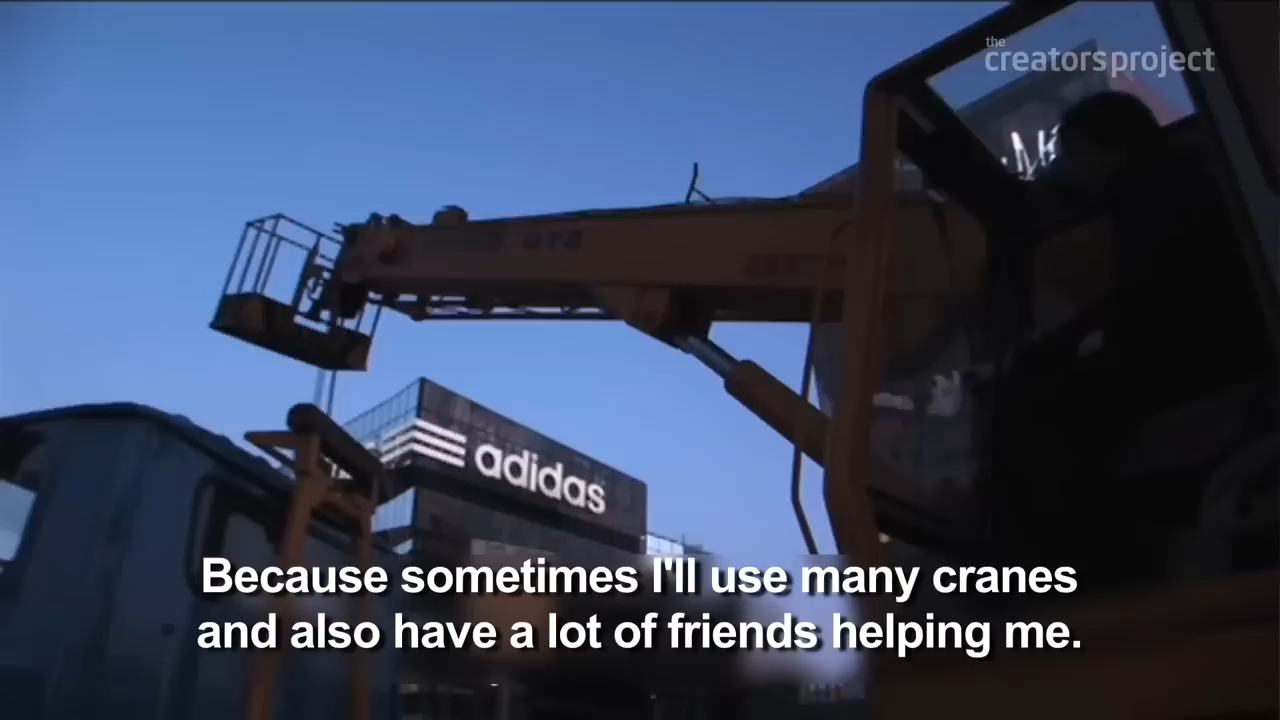 the
creatorsproject
adidas
Because sometimes I'll use many cranes
and also have a lot of friends helping me.